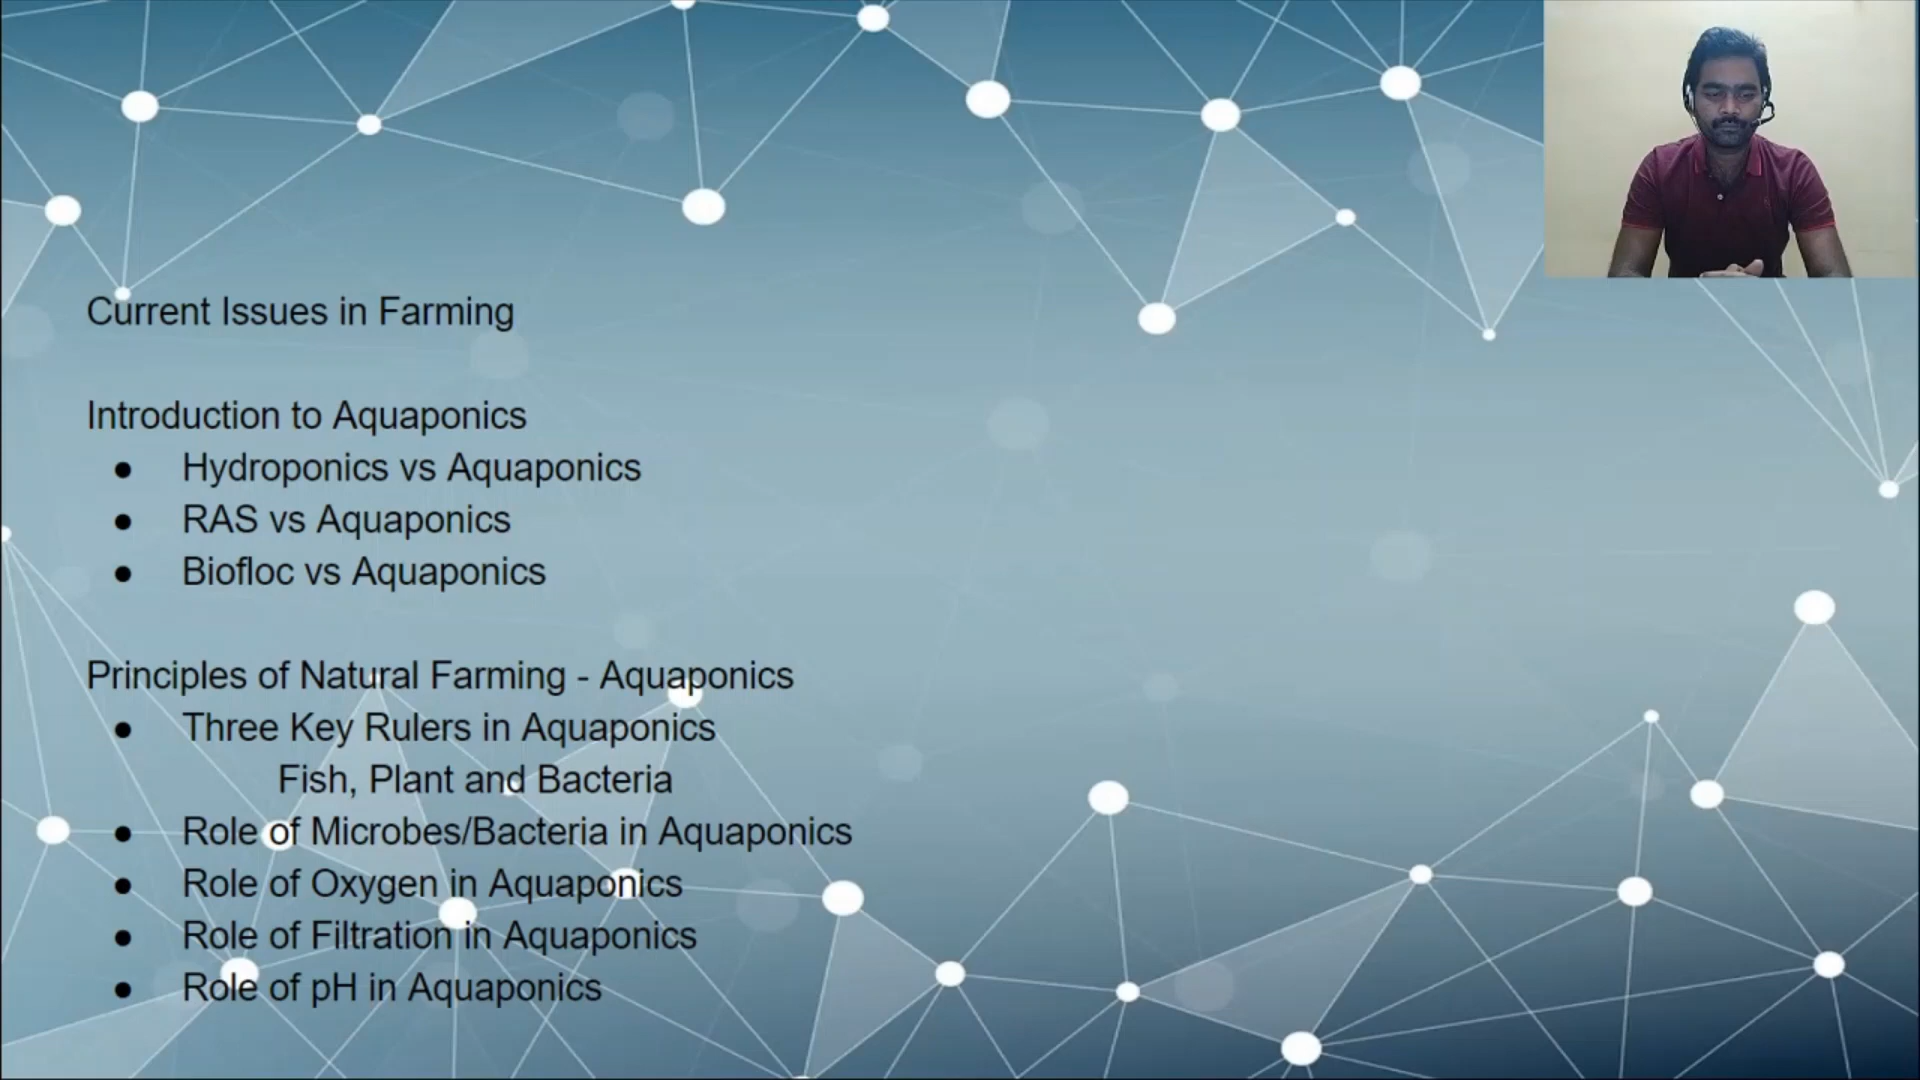 Current Issues in Farming
Introduction to Aquaponics
● Hydroponics vs Aquaponics
● RAS vs Aquaponics
● Biofloc vs Aquaponics
Principles of Natural Farming - Aquaponics
● Three Key Rulers in Aquaponics
Fish, Plant and Bacteria
● Role of Microbes/Bacteria in Aquaponics
● Role of Oxygen in Aquaponics
● Role of Filtration in Aquaponics
● Role of pH in Aquaponics